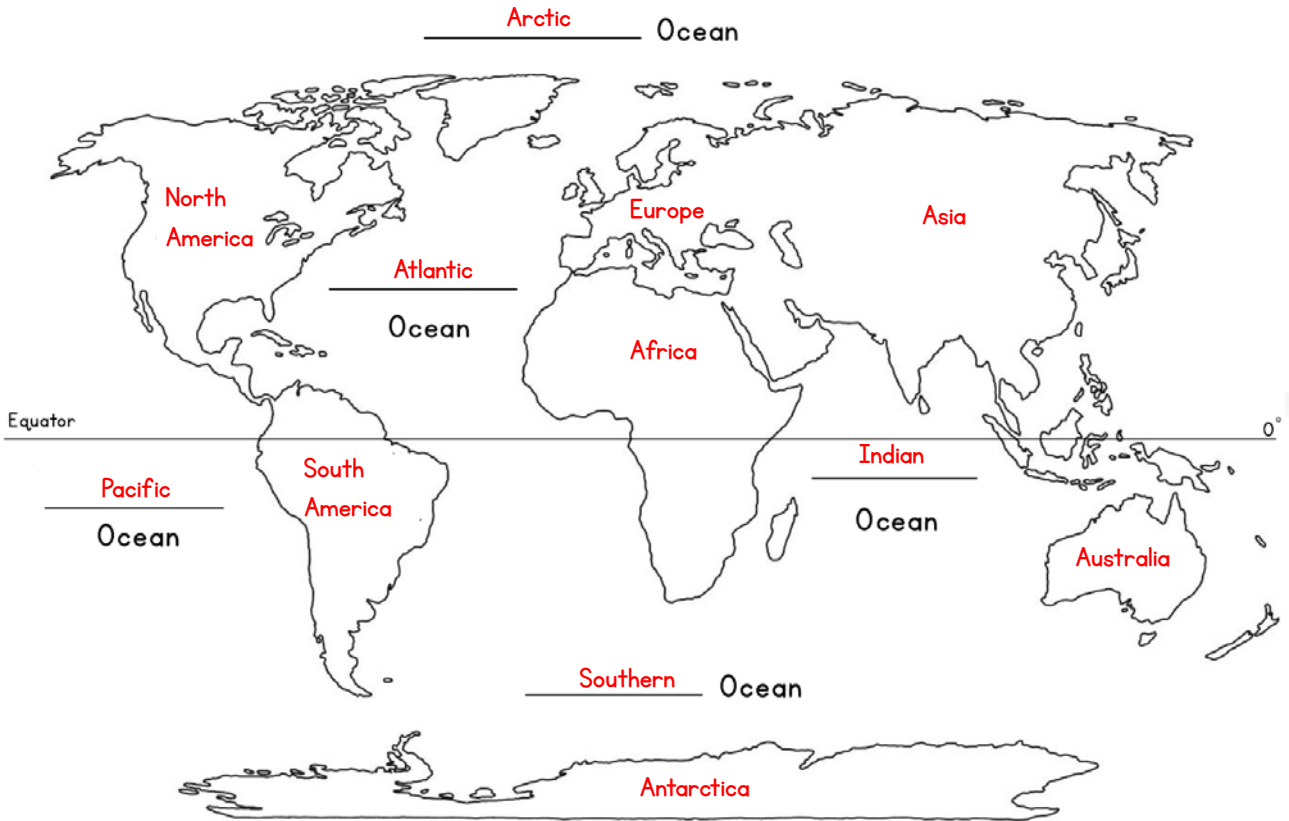 Arctic Ocean
North
America
Europe
Asia
Atlantic
Ocean
Africa
Equator
0°
South
America
Indian
Ocean
Pacific
Ocean
Australia
Southern Ocean
Antarctica